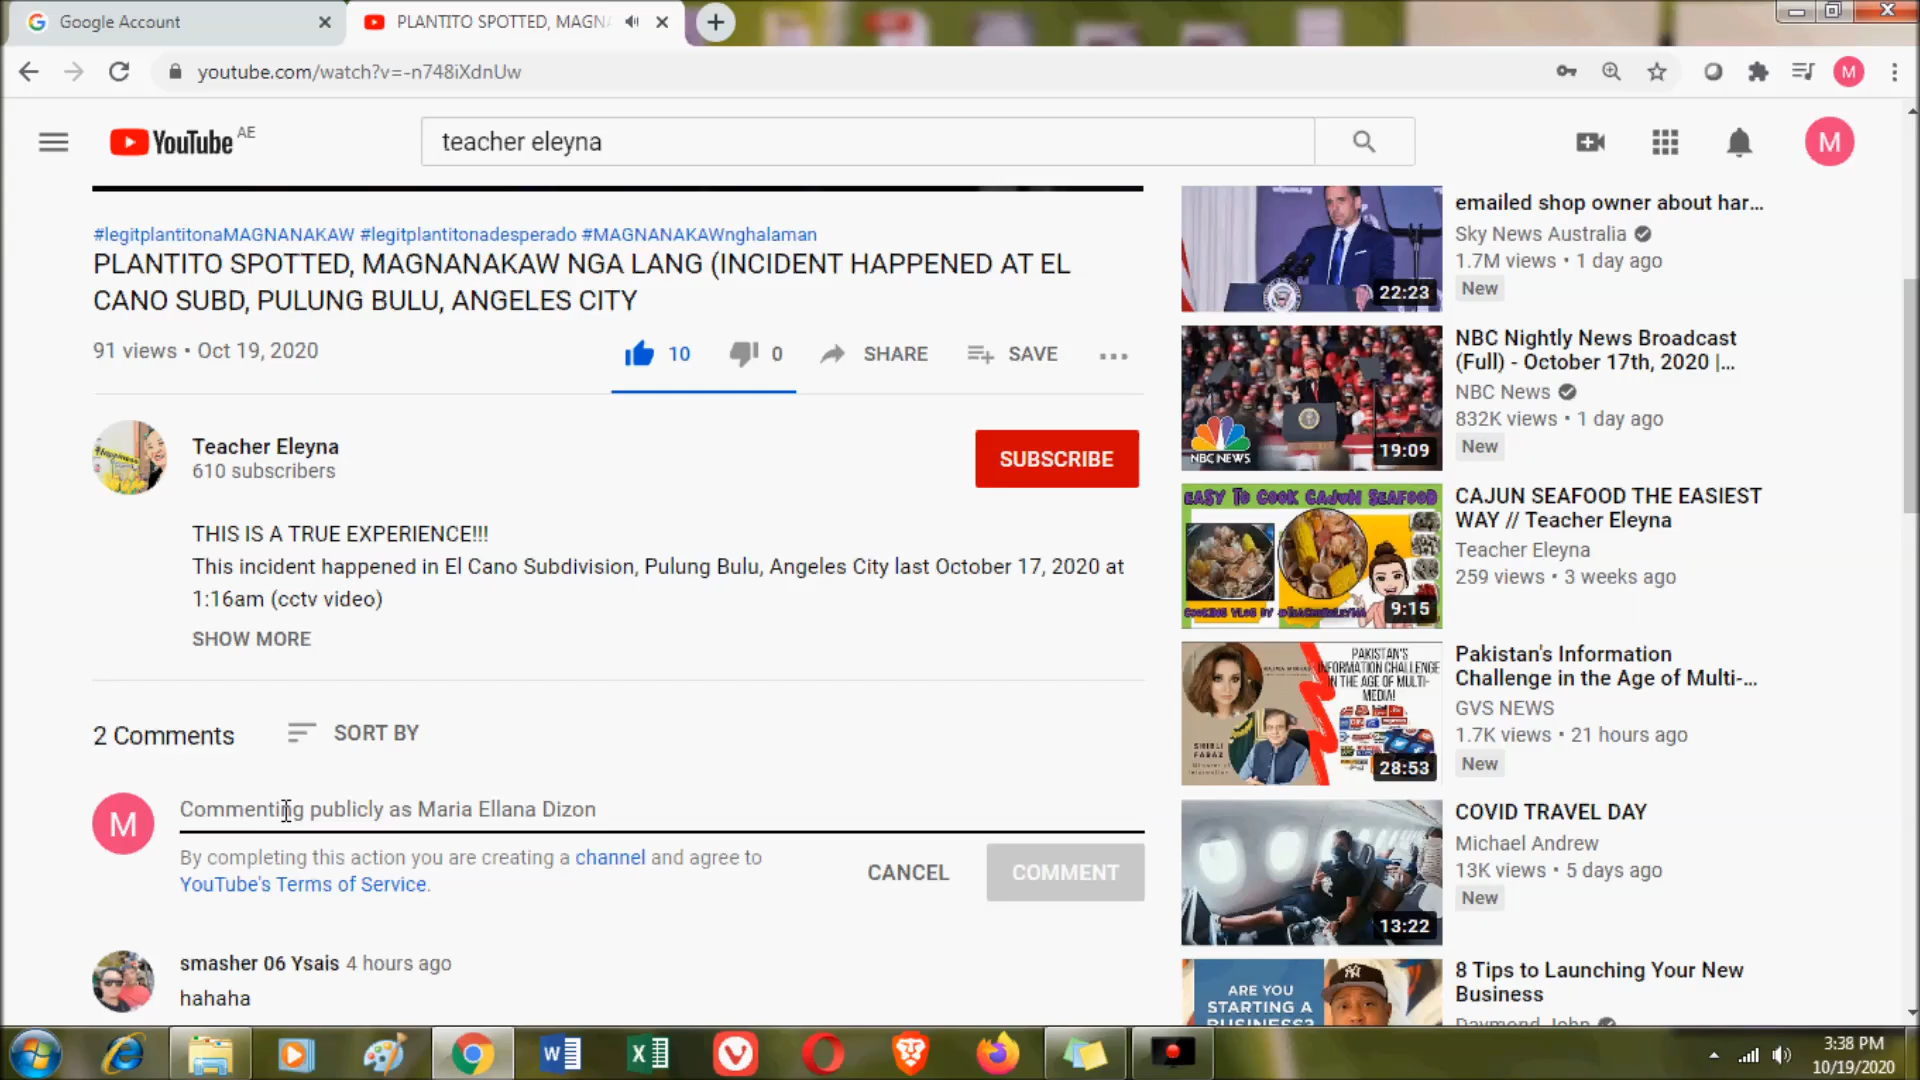 Google Account
PLANTITO SPOTTED, MAGNA
youtube.com/watch?v=-n748iXdnUw
M
YouTube AE
teacher eleyna
M
#legitplantitonaMAGNANAKAW #legitplantitonadesperado #MAGNANAKAWnghalaman
PLANTITO SPOTTED, MAGNANAKAW NGA LANG (INCIDENT HAPPENED AT EL
CANO SUBD, PULUNG BULU, ANGELES CITY
91 views • Oct 19, 2020
10
0
SHARE
SAVE
Teacher Eleyna
610 subscribers
SUBSCRIBE
THIS IS A TRUE EXPERIENCE!!!
This incident happened in El Cano Subdivision, Pulung Bulu, Angeles City last October 17, 2020 at
1:16am (cctv video)
SHOW MORE
2 Comments
SORT BY
M
Commenting publicly as Maria Ellana Dizon
By completing this action you are creating a channel and agree to
YouTube's Terms of Service.
CANCEL
COMMENT
smasher 06 Ysais 4 hours ago
hahaha
22:23
emailed shop owner about har...
Sky News Australia
1.7M views • 1 day ago
New
NBC NEWS
19:09
NBC Nightly News Broadcast
(Full) - October 17th, 2020 |...
NBC News
832K views • 1 day ago
New
EASY TO COOK CAJUN SEAFOOD
9:15
CAJUN SEAFOOD THE EASIEST
WAY // Teacher Eleyna
Teacher Eleyna
259 views • 3 weeks ago
PAKISTAN'S
INFORMATION CHALLENGE
IN THE AGE OF MULTI-
MEDIA!
SHIBLI
FARAZ
28:53
Pakistan's Information
Challenge in the Age of Multi-...
GVS NEWS
1.7K views • 21 hours ago
New
13:22
COVID TRAVEL DAY
Michael Andrew
13K views • 5 days ago
New
ARE YOU
STARTING A
BUSINESS?
8 Tips to Launching Your New
Business
Daymond John
3:38 PM
10/19/2020